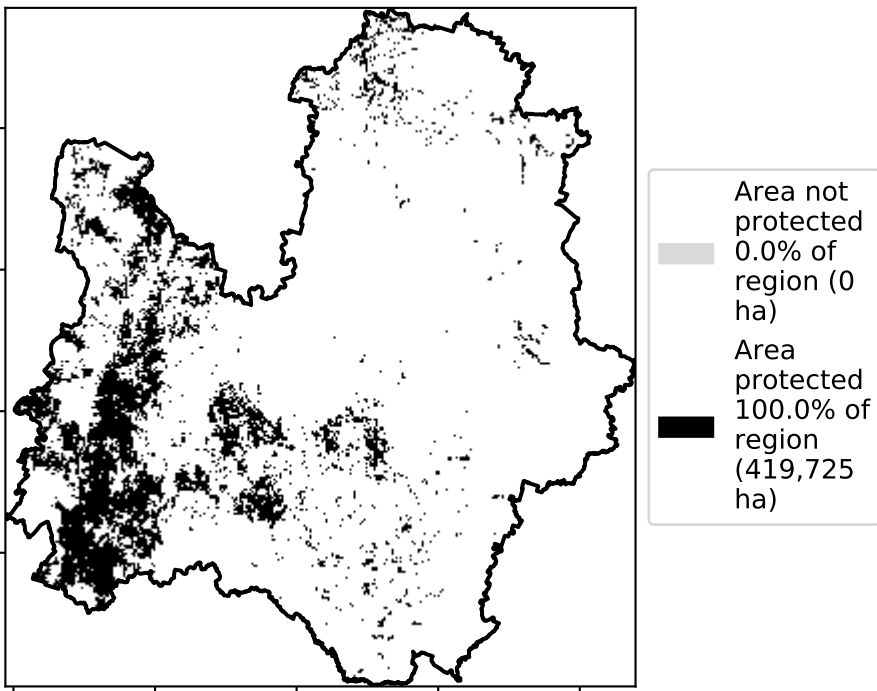 Area not
protected
0.0% of
region (0
ha)
Area
protected
100.0% of
region
(419,725
ha)